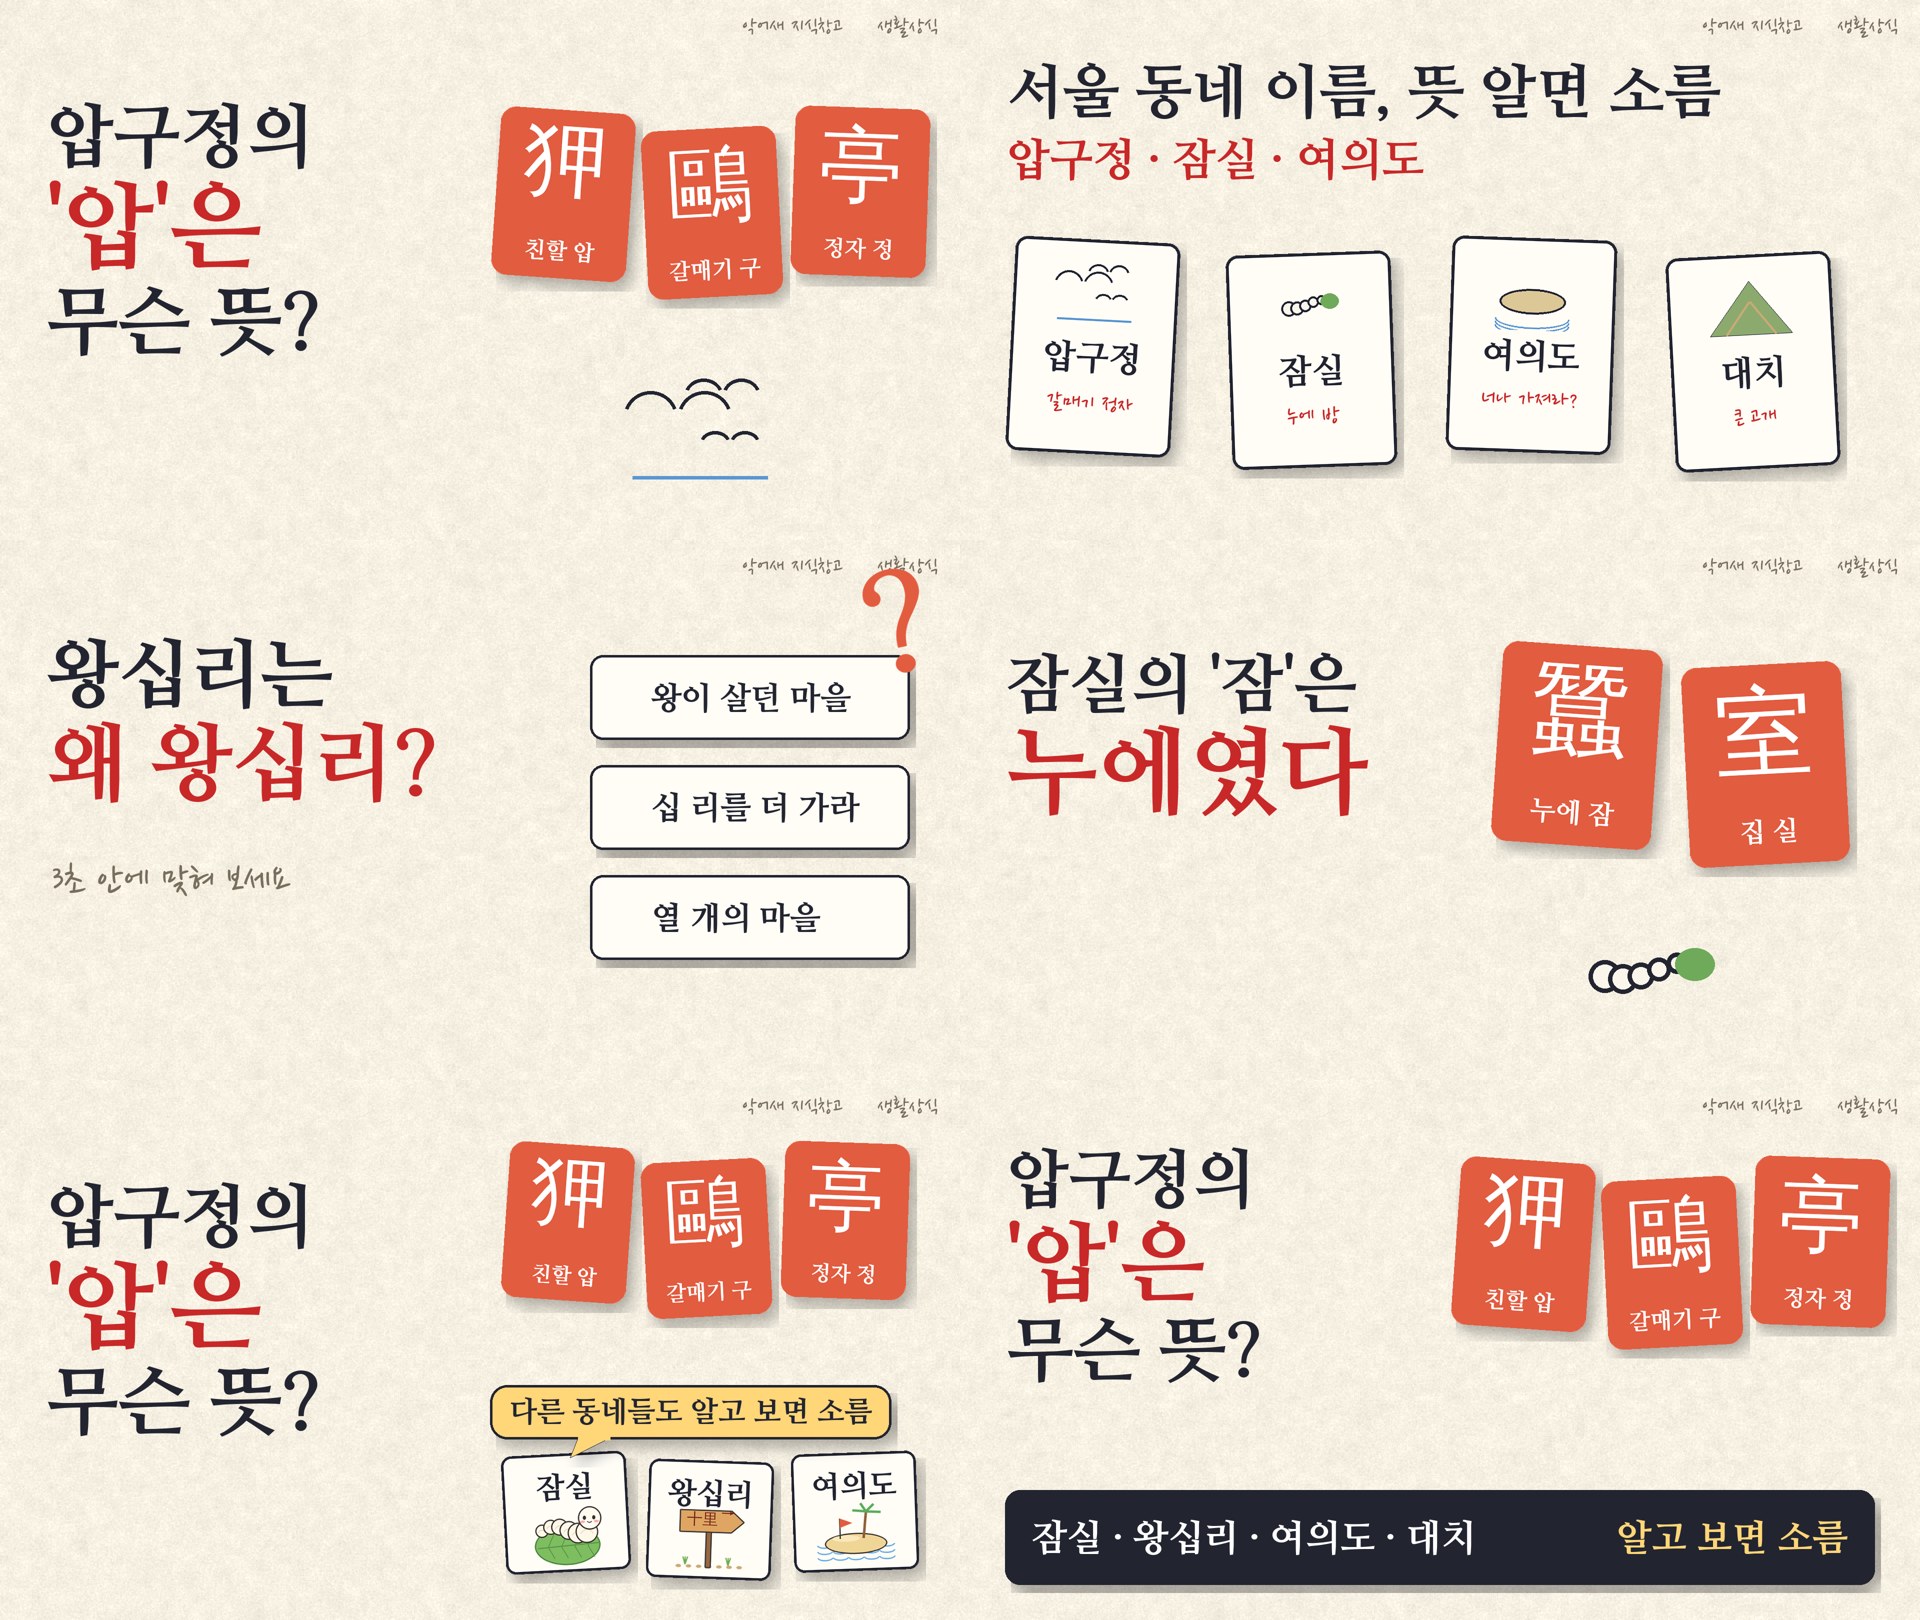 악어새 지식창고 생활상식
압구정의
'압'은
무슨 뜻?
狎
친할 압
鷗
갈매기 구
亭
정자 정
악어새 지식창고 생활상식
서울 동네 이름, 뜻 알면 소름
압구정 · 잠실 · 여의도
압구정
갈매기 정자
잠실
누에 방
여의도
너나 가져라?
대치
큰 고개
악어새 지식창고 생활상식
왕십리는
왜 왕십리?
3초 안에 맞혀 보세요
?
왕이 살던 마을
십 리를 더 가라
열 개의 마을
악어새 지식창고 생활상식
잠실의 '잠'은
누에였다
蠶
누에 잠
室
집 실
악어새 지식창고 생활상식
압구정의
'압'은
무슨 뜻?
狎
친할 압
鷗
갈매기 구
亭
정자 정
다른 동네들도 알고 보면 소름
잠실
왕십리
十里
여의도
악어새 지식창고 생활상식
압구정의
'압'은
무슨 뜻?
狎
친할 압
鷗
갈매기 구
亭
정자 정
잠실 · 왕십리 · 여의도 · 대치 알고 보면 소름